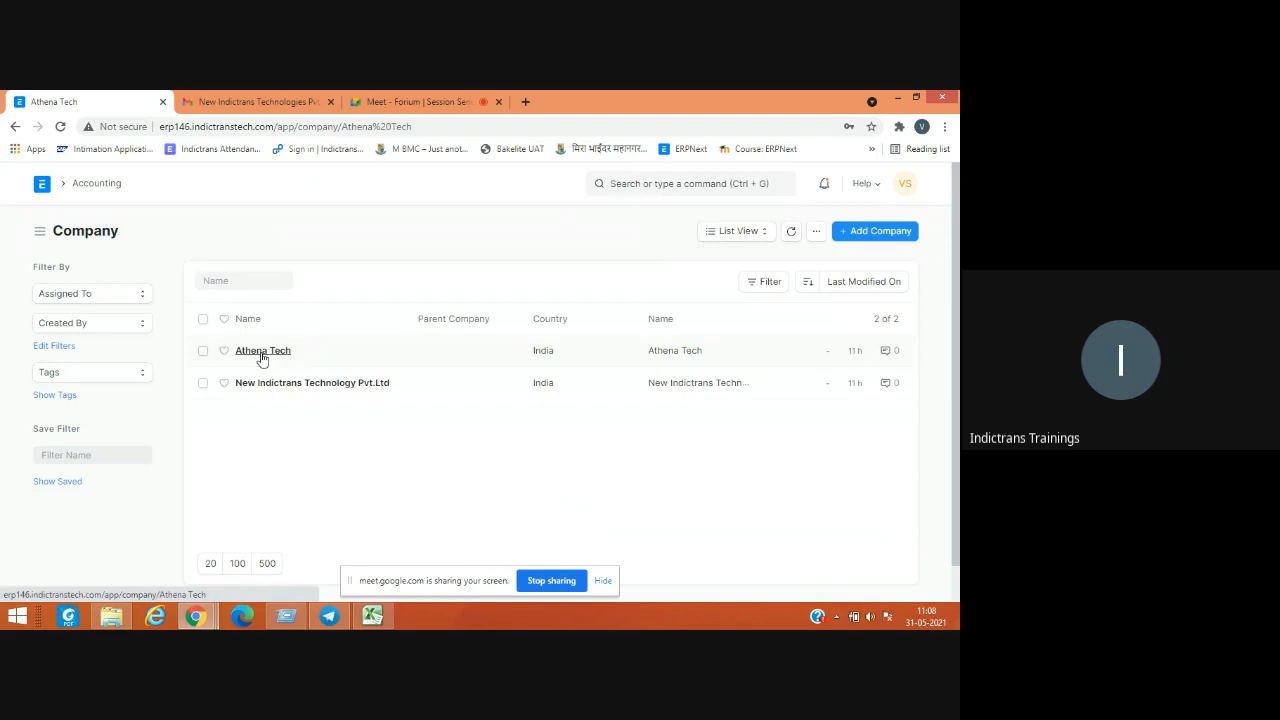 Athena Tech
New Indictrans Technologies Pvt
Meet - Forium | Session Seri
Not secure
erp146.indictranstech.com/app/company/Athena%20Tech
V
Apps
Intimation Applicati...
Indictrans Attendan...
Sign in | Indictrans...
M BMC – Just anot...
Bakelite UAT
मिरा भाईंदर महानगर...
ERPNext
Course: ERPNext
»
Reading list
E
Accounting
Search or type a command (Ctrl + G)
Help
VS
Company
List View
...
+ Add Company
Filter By
Assigned To
Created By
Edit Filters
Tags
Show Tags
Save Filter
Filter Name
Show Saved
Name
Filter
Last Modified On
Name Parent Company Country Name 2 of 2
Athena Tech India Athena Tech - 11 h 0
New Indictrans Technology Pvt.Ltd India New Indictrans Techn... - 11 h 0
20 100 500
meet.google.com is sharing your screen.
Stop sharing
Hide
erp146.indictranstech.com/app/company/Athena Tech
11:08
31-05-2021
I
Indictrans Trainings